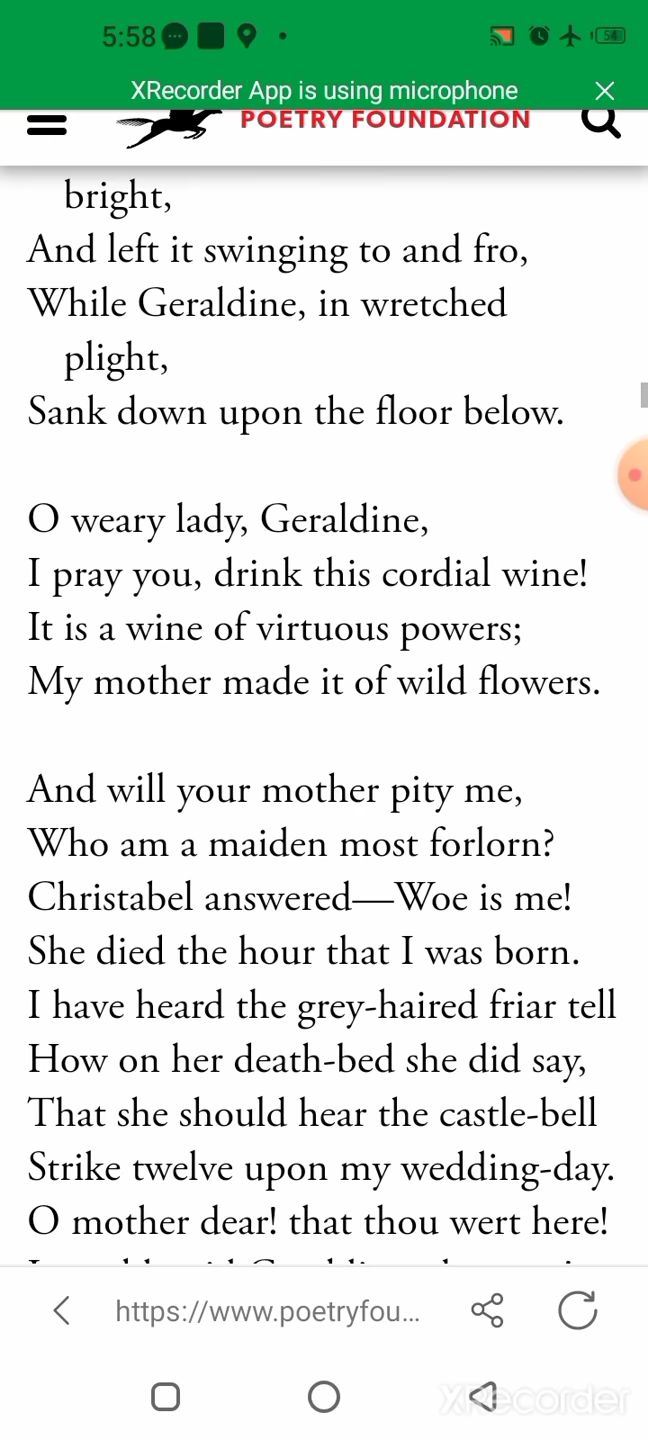 5:58
54
XRecorder App is using microphone
POETRY FOUNDATION
bright,
And left it swinging to and fro,
While Geraldine, in wretched
plight,
Sank down upon the floor below.
O weary lady, Geraldine,
I pray you, drink this cordial wine!
It is a wine of virtuous powers;
My mother made it of wild flowers.
And will your mother pity me,
Who am a maiden most forlorn?
Christabel answered—Woe is me!
She died the hour that I was born.
I have heard the grey-haired friar tell
How on her death-bed she did say,
That she should hear the castle-bell
Strike twelve upon my wedding-day.
O mother dear! that thou wert here!
https://www.poetryfou...
XRecorder